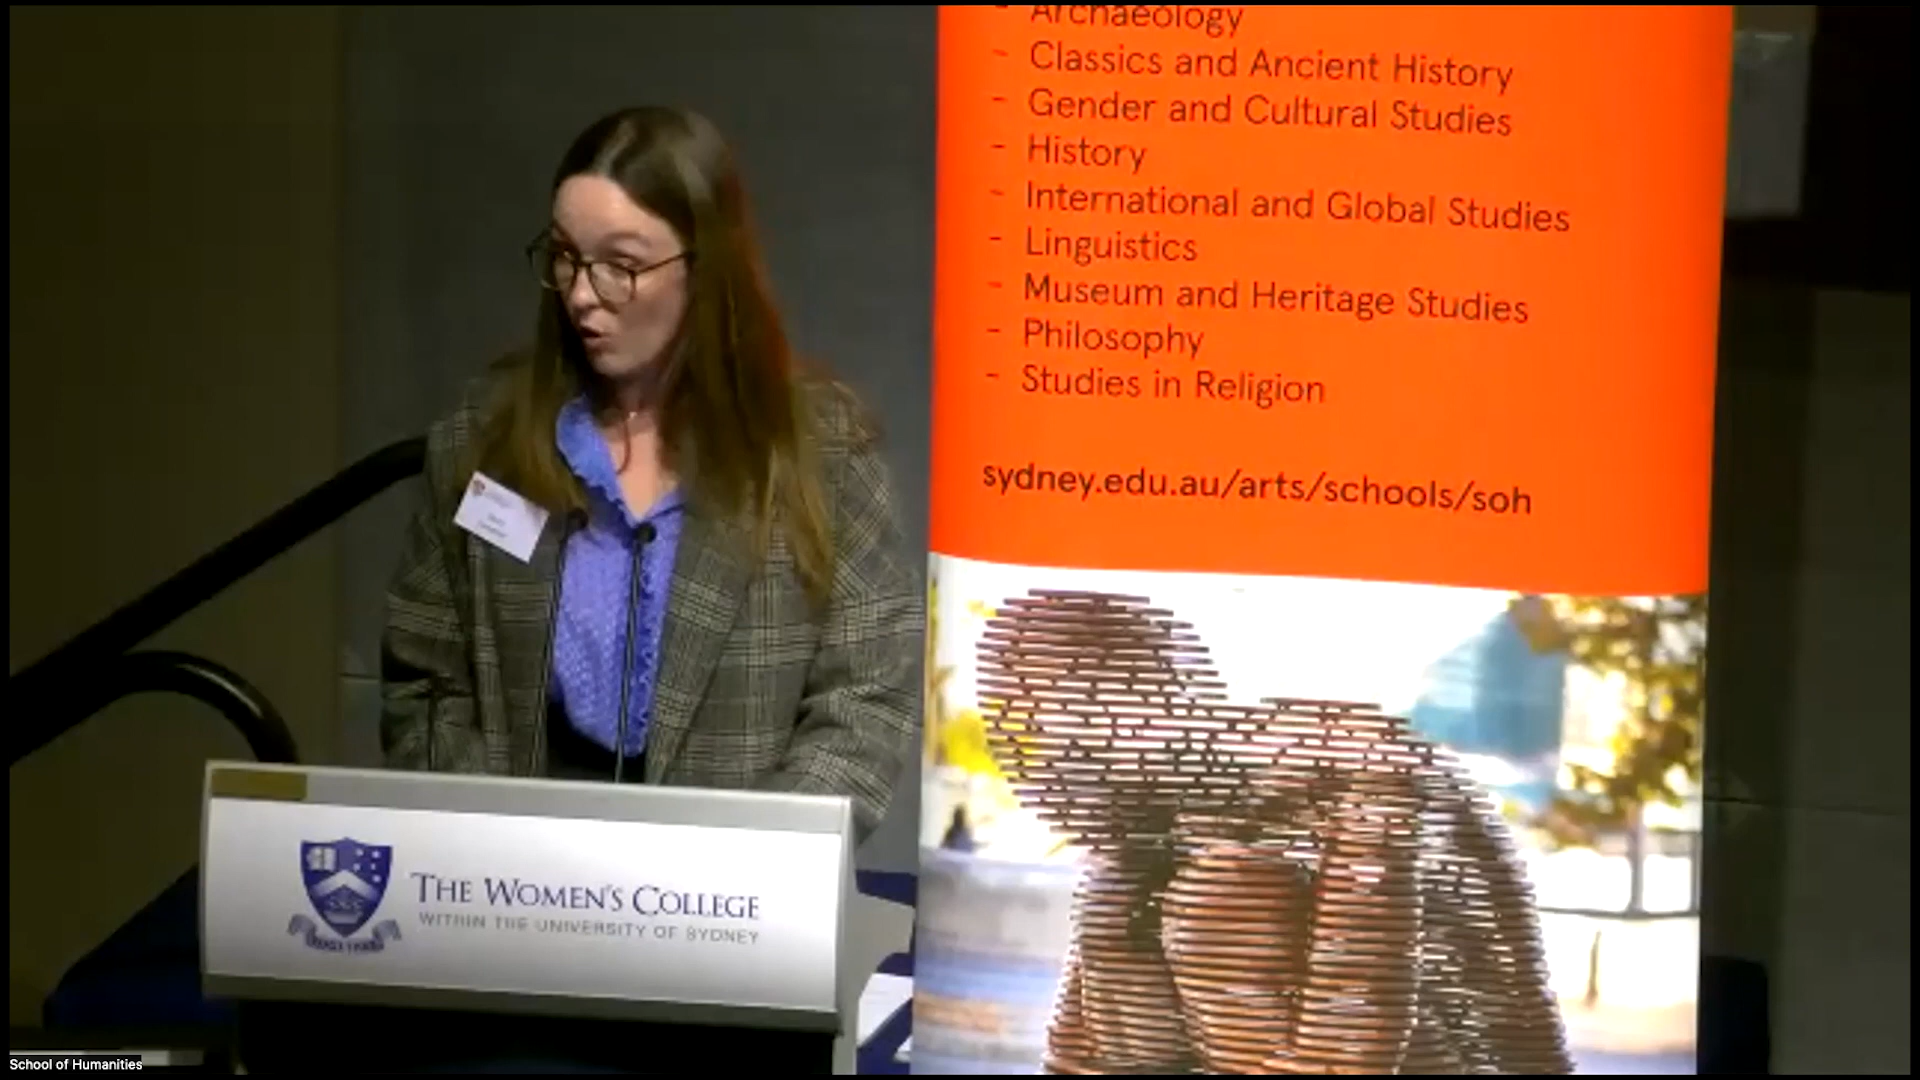 - Archaeology
- Classics and Ancient History
- Gender and Cultural Studies
- History
- International and Global Studies
- Linguistics
- Museum and Heritage Studies
- Philosophy
- Studies in Religion
sydney.edu.au/arts/schools/soh
THE WOMEN'S COLLEGE
WITHIN THE UNIVERSITY OF SYDNEY
School of Humanities